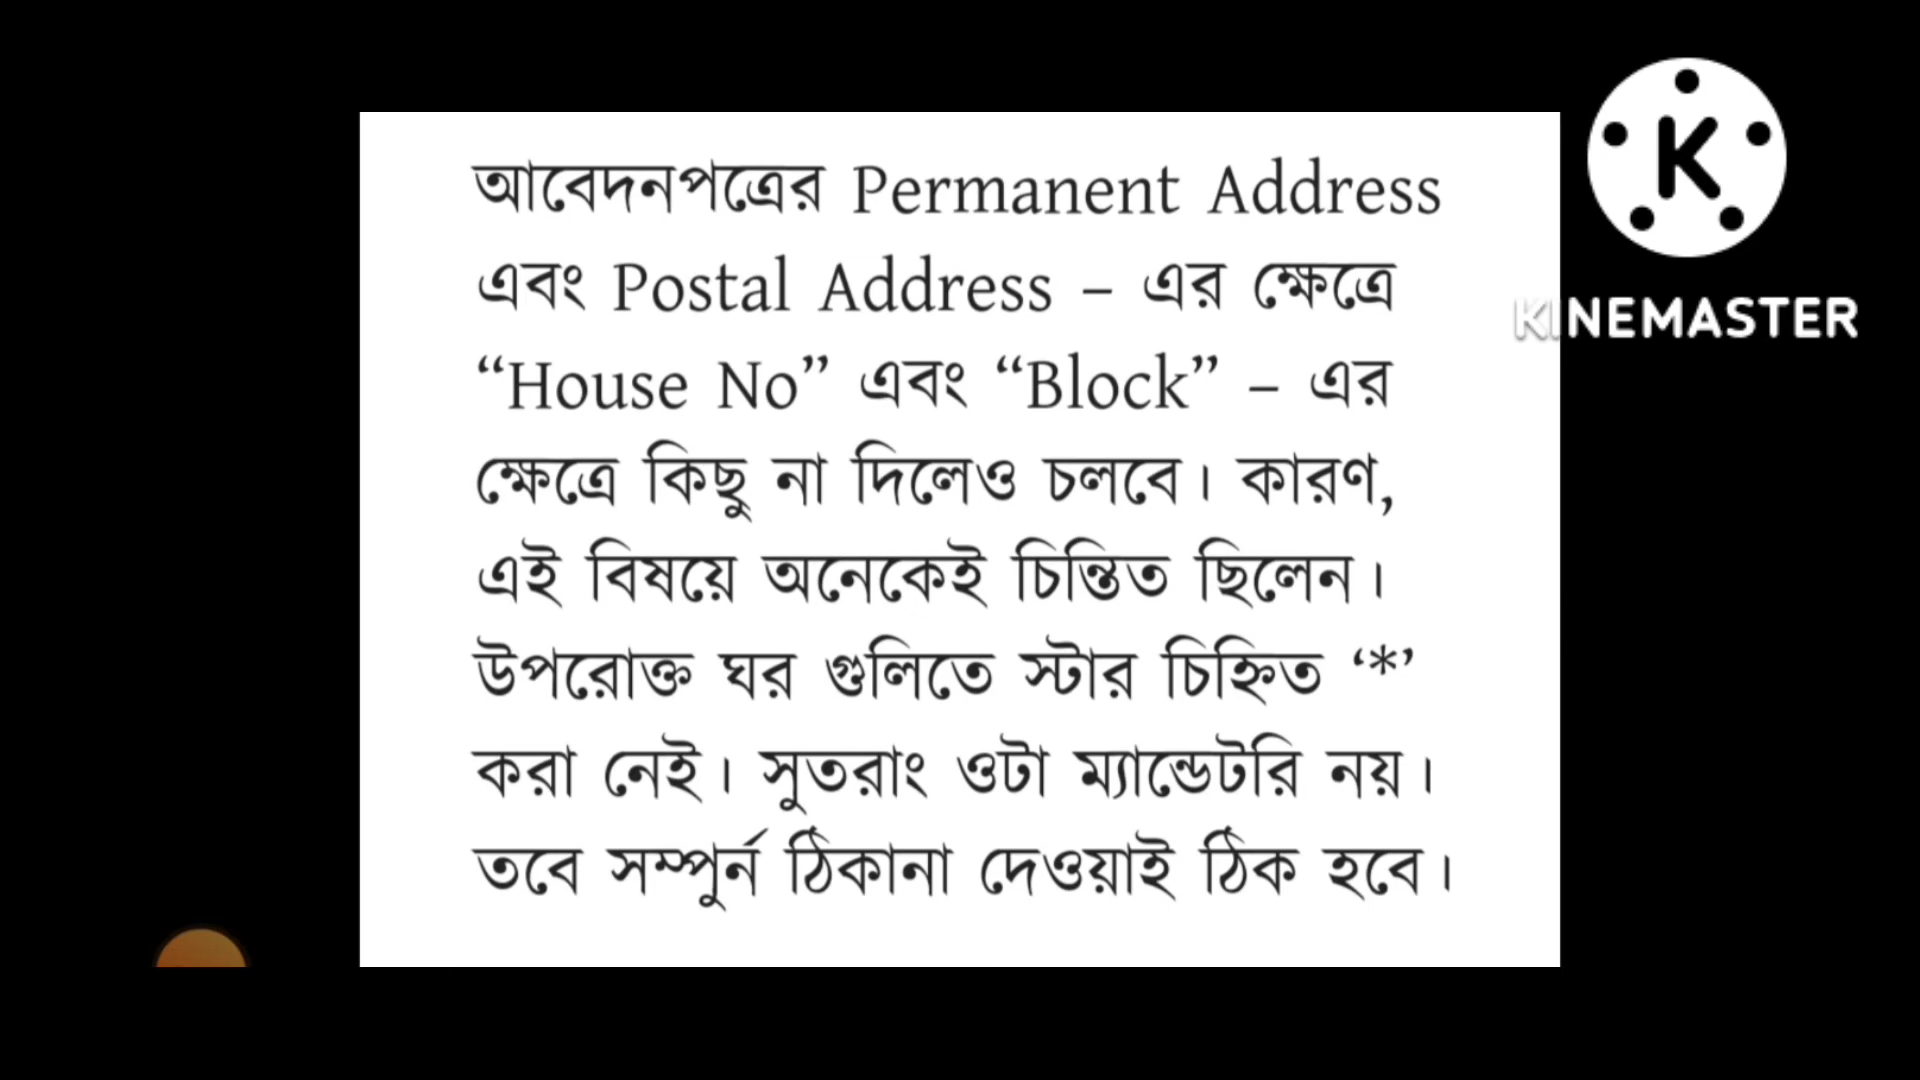 আবেদনপত্রের Permanent Address
এবং Postal Address – এর ক্ষেত্রে
“House No” এবং “Block” – এর
ক্ষেত্রে কিছু না দিলেও চলবে। কারণ,
এই বিষয়ে অনেকেই চিন্তিত ছিলেন।
উপরোক্ত ঘর গুলিতে স্টার চিহ্নিত ‘*’
করা নেই। সুতরাং ওটা ম্যান্ডেটরি নয়।
তবে সম্পুর্ন ঠিকানা দেওয়াই ঠিক হবে।
K
KINEMASTER